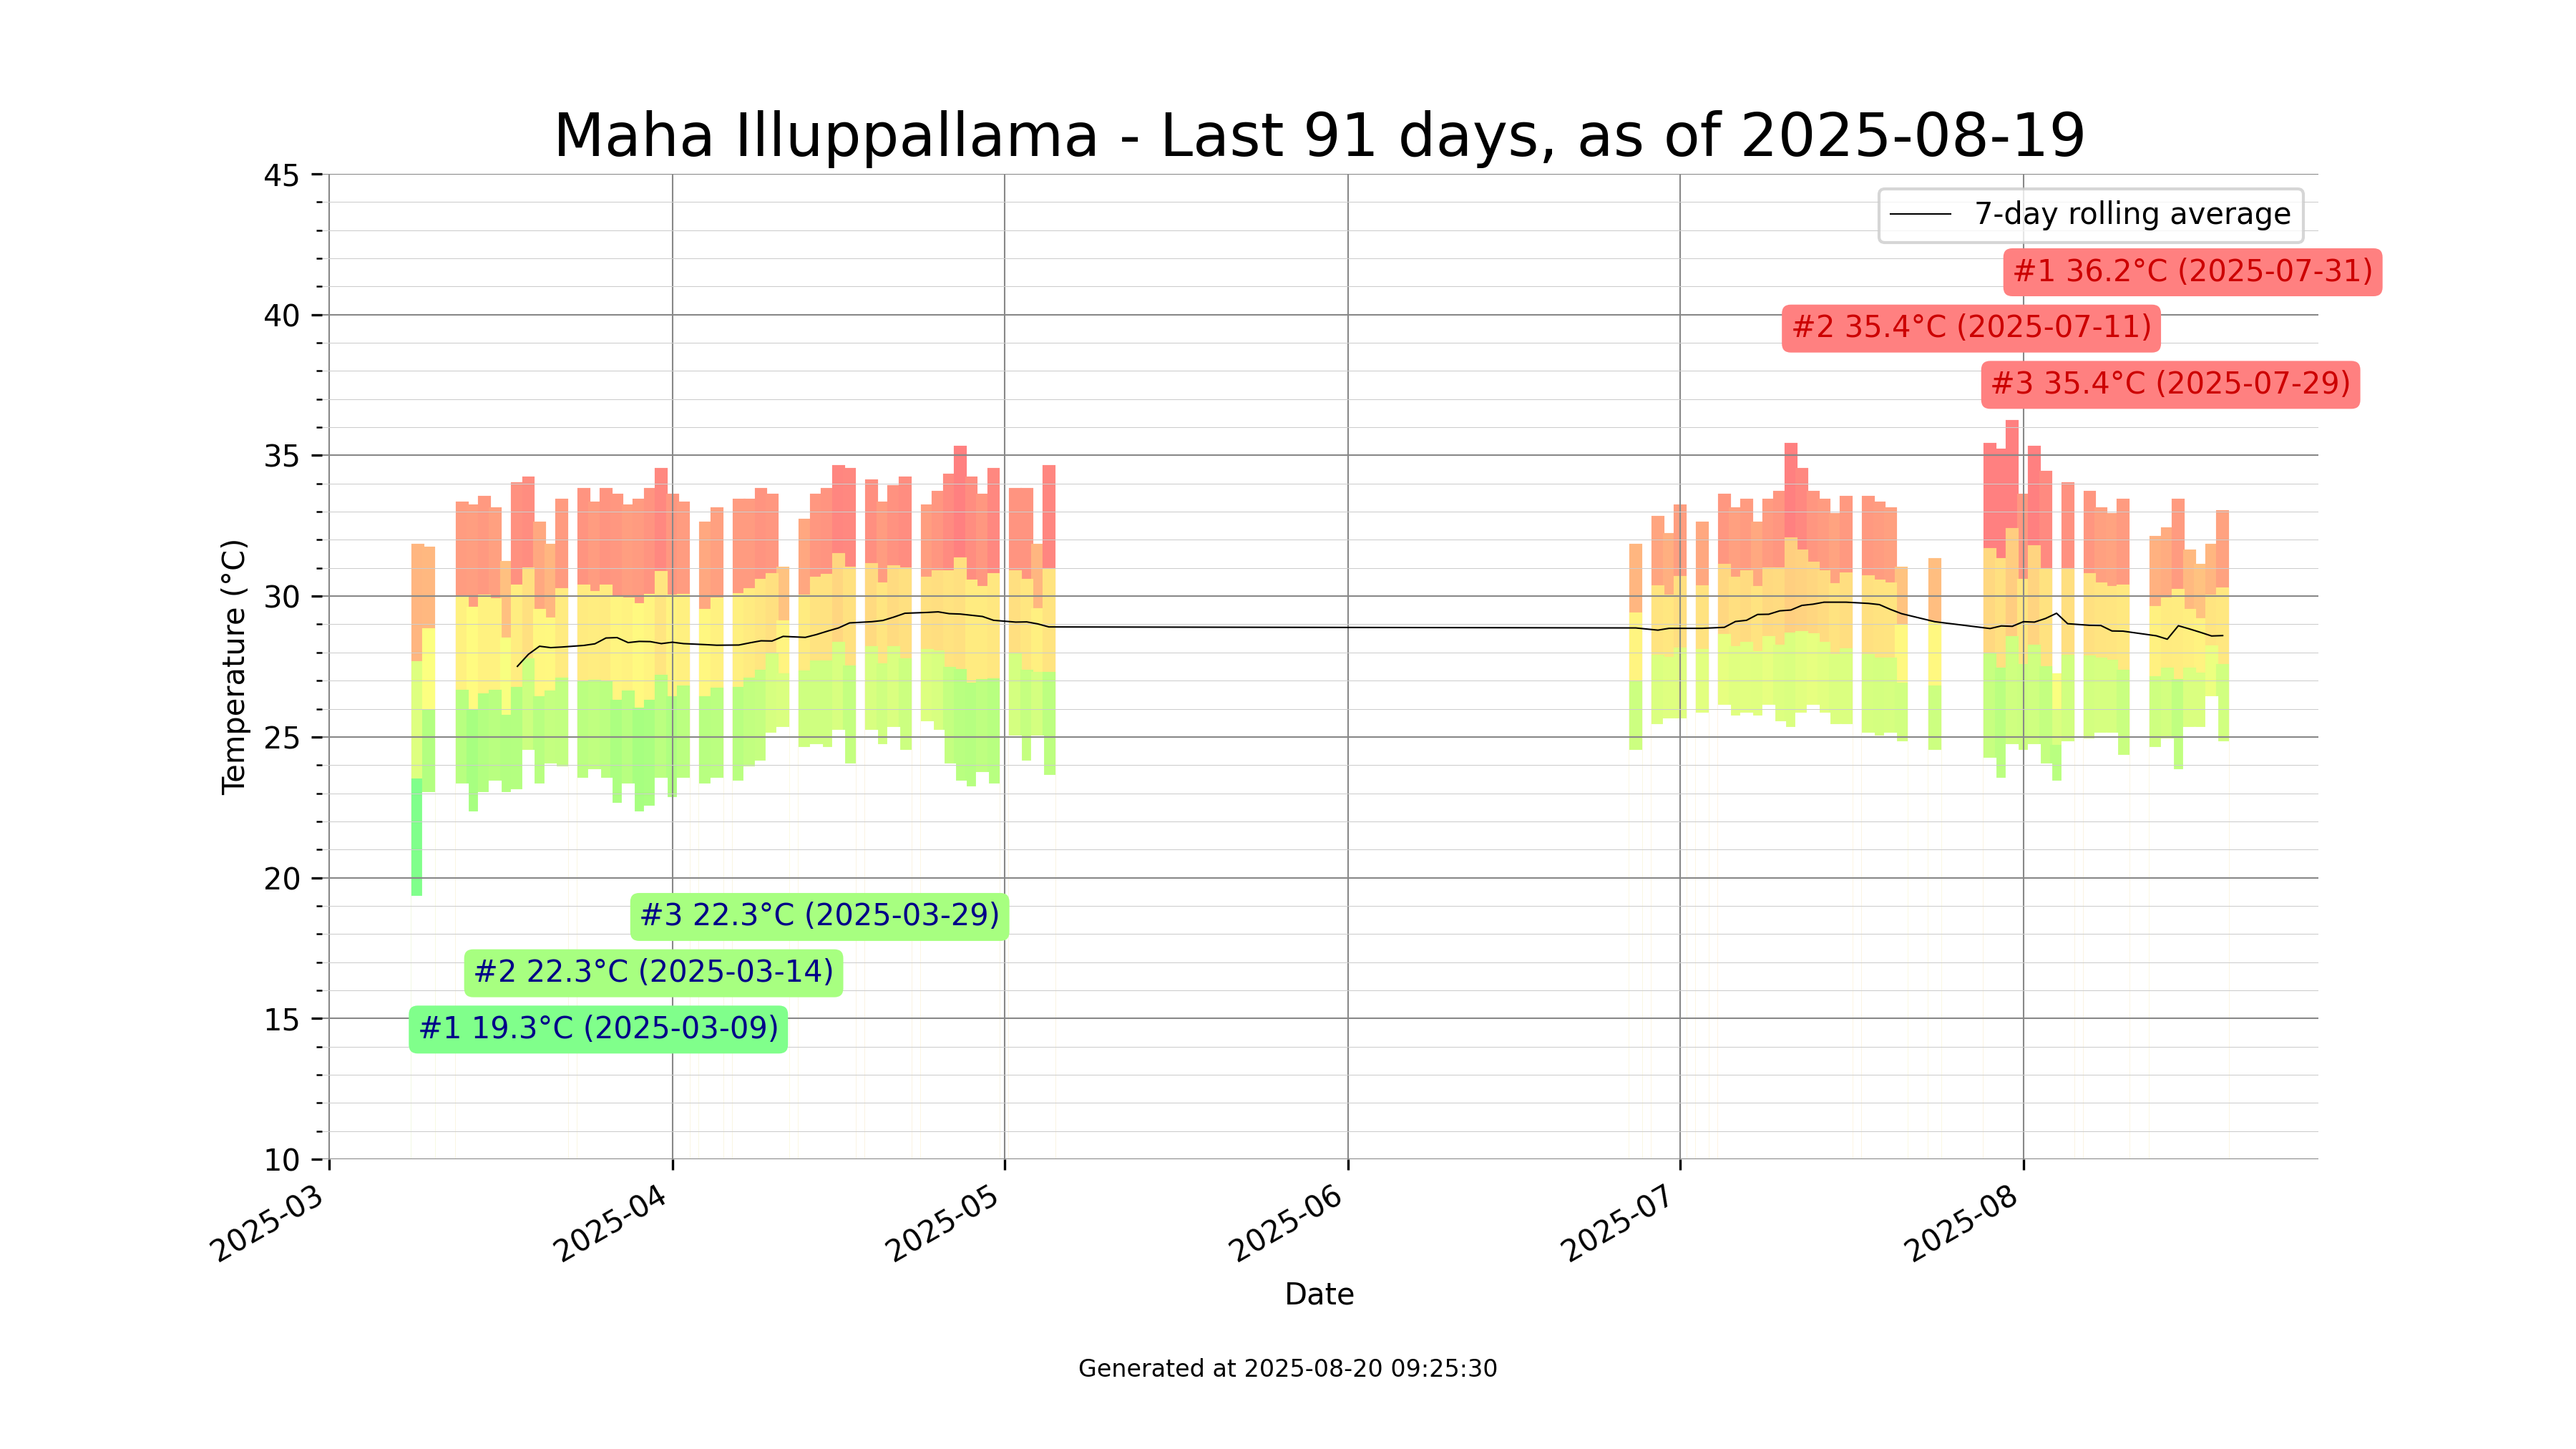 Maha Illuppallama - Last 91 days, as of 2025-08-19
7-day rolling average
#1 36.2°C (2025-07-31)
#2 35.4°C (2025-07-11)
#3 35.4°C (2025-07-29)
45
40
35
30
25
20
15
10
Temperature (°C)
#3 22.3°C (2025-03-29)
#2 22.3°C (2025-03-14)
#1 19.3°C (2025-03-09)
2025-03
2025-04
2025-05
2025-06
2025-07
2025-08
Date
Generated at 2025-08-20 09:25:30